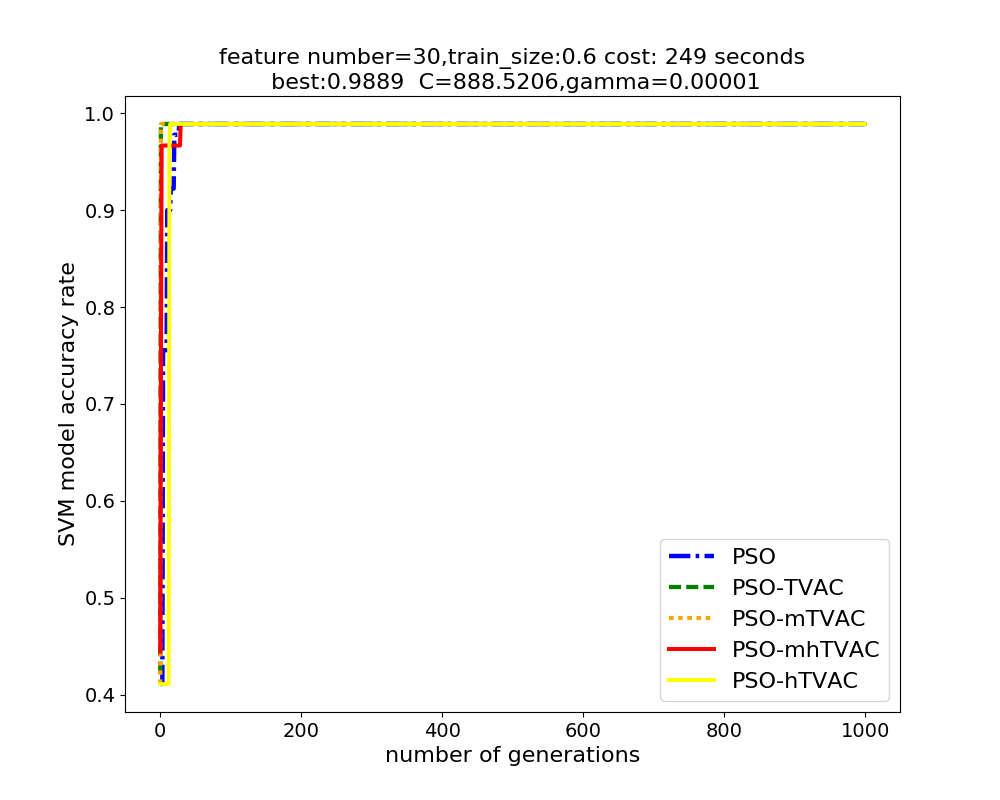 feature number=30,train_size:0.6 cost: 249 seconds
best:0.9889  C=888.5206,gamma=0.00001
SVM model accuracy rate
1.0
0.9
0.8
0.7
0.6
0.5
0.4
PSO
PSO-TVAC
PSO-mTVAC
PSO-mhTVAC
PSO-hTVAC
0
200
400
600
800
1000
number of generations